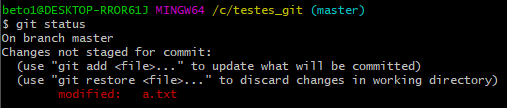 beto1@DESKTOP-RROR61J MINGW64 /c/testes_git (master)
$ git status
On branch master
Changes not staged for commit:
  (use "git add <file>..." to update what will be committed)
  (use "git restore <file>..." to discard changes in working directory)
        modified:   a.txt